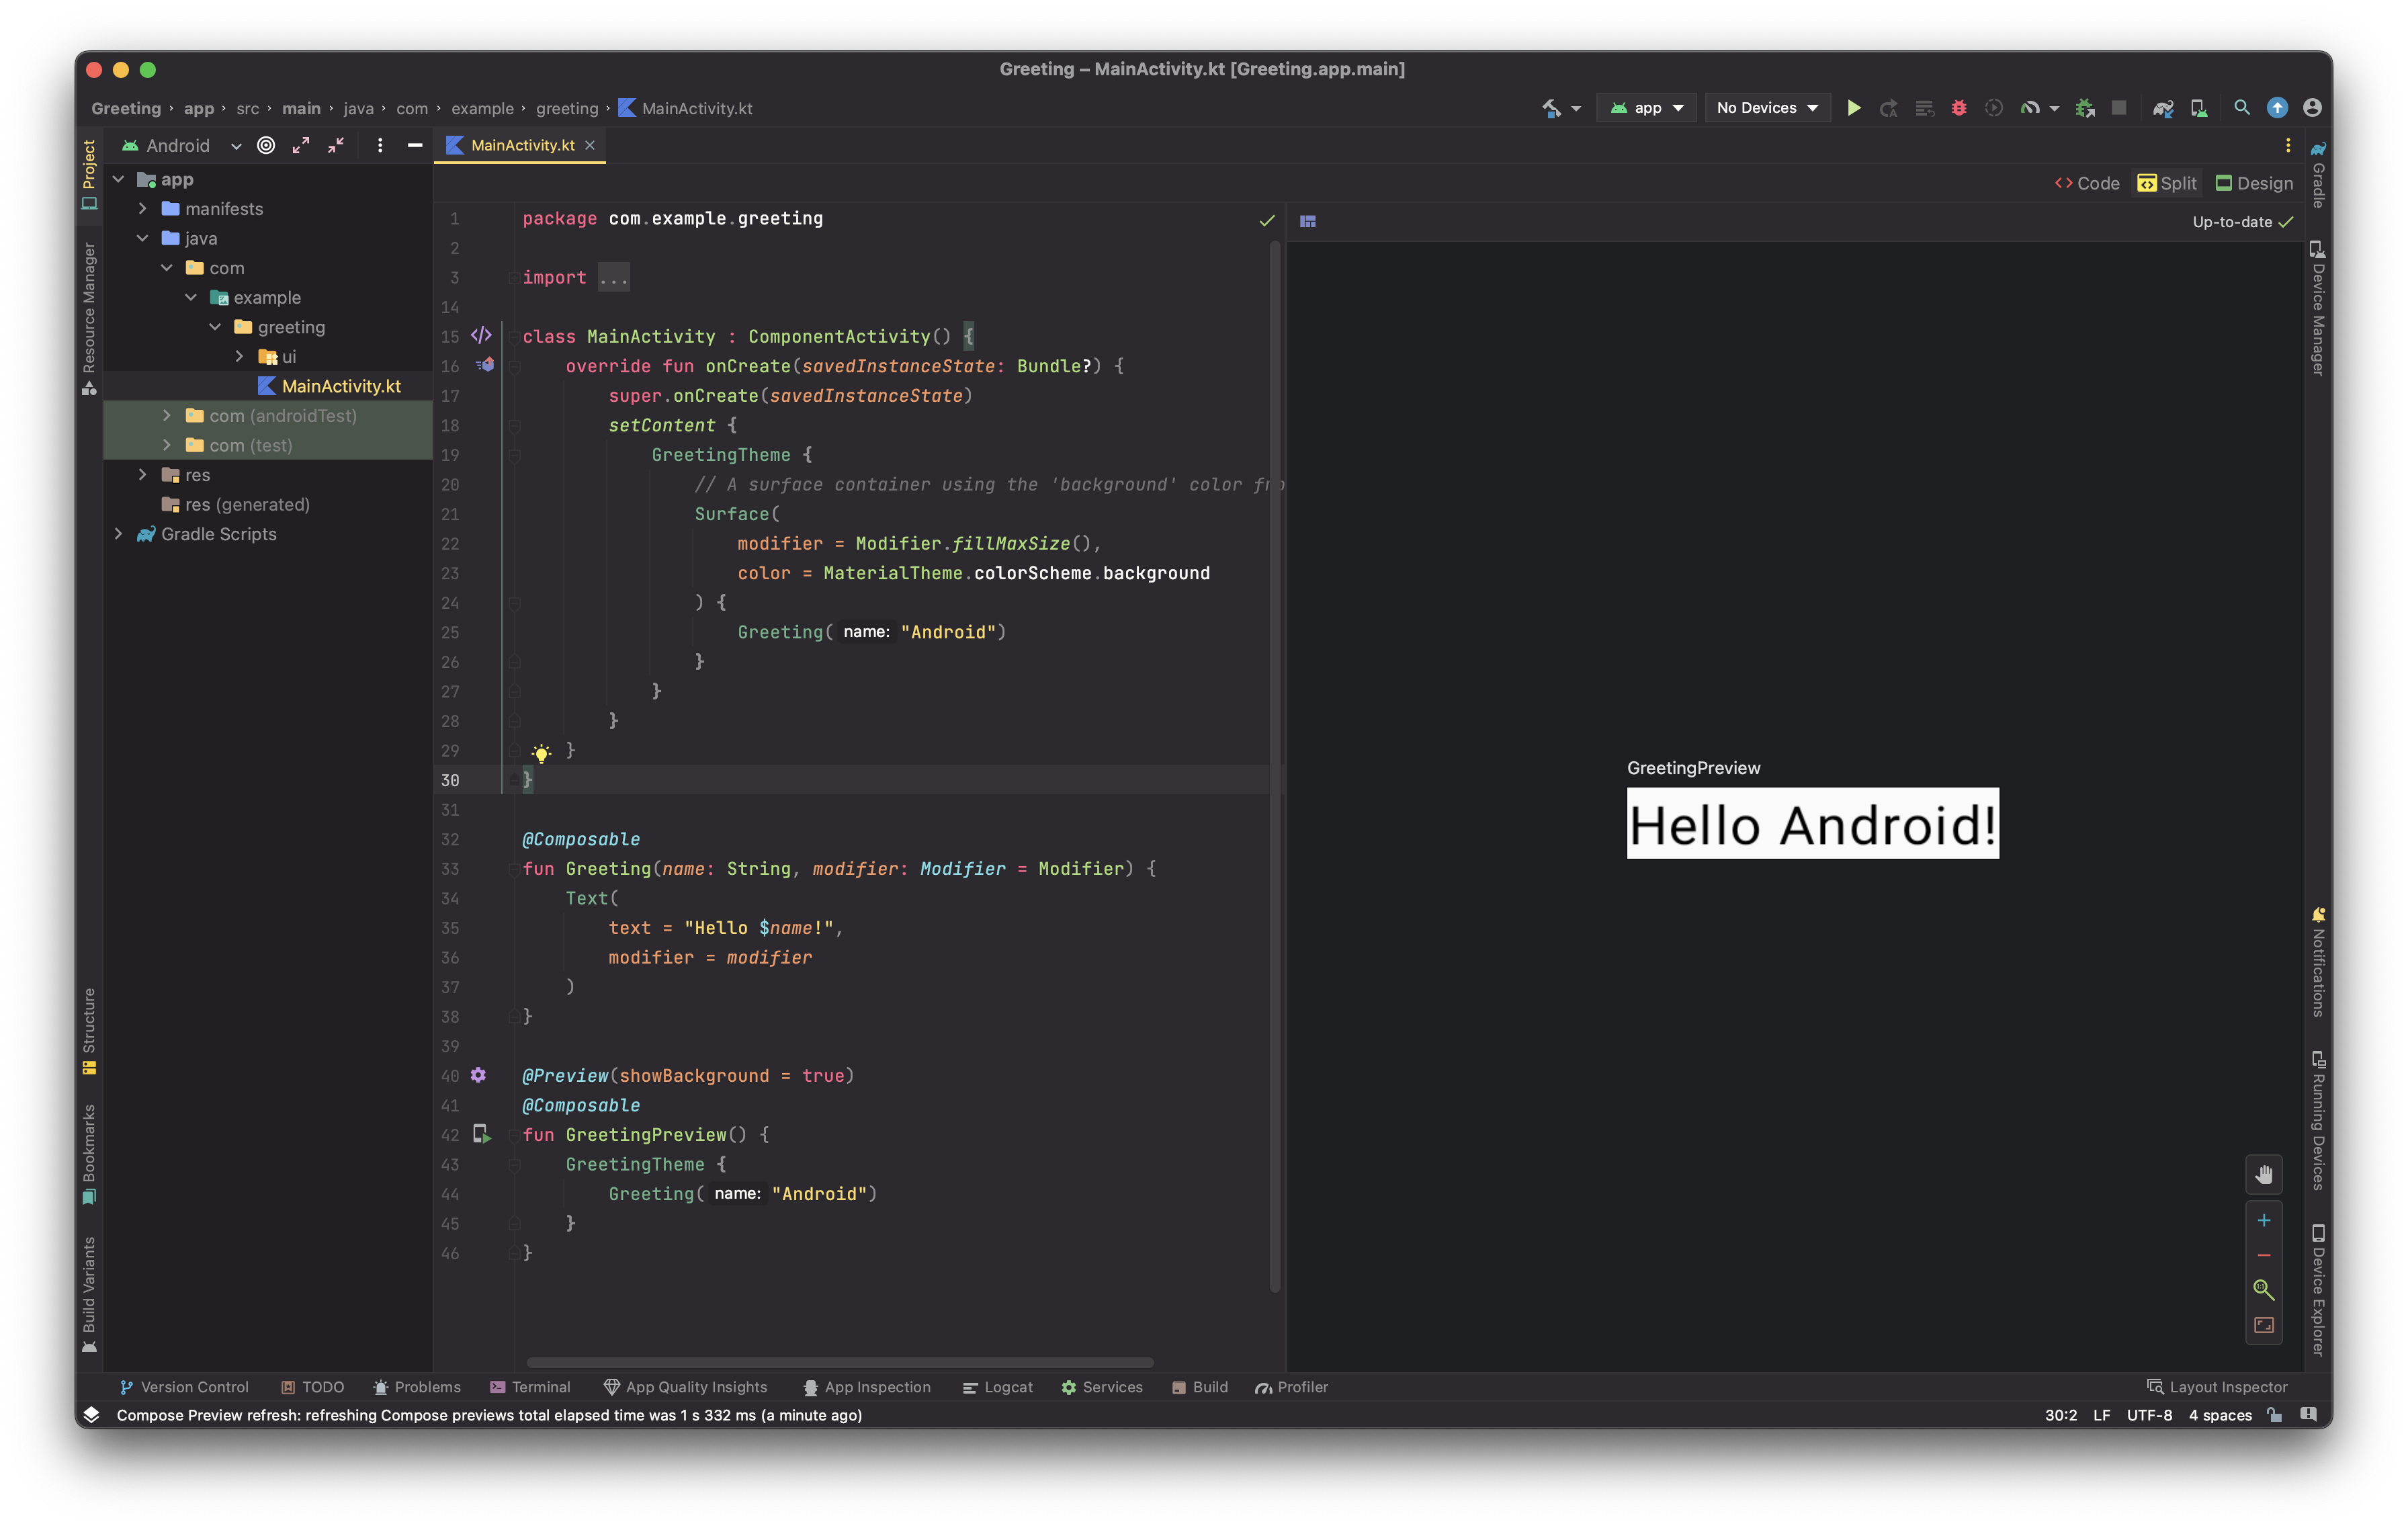 Greeting – MainActivity.kt [Greeting.app.main]
Greeting › app › src › main › java › com › example › greeting › MainActivity.kt
app
No Devices
Android
MainActivity.kt
Code
Split
Design
Up-to-date
Project
Resource Manager
Structure
Bookmarks
Build Variants
app
manifests
java
com
example
greeting
ui
MainActivity.kt
com (androidTest)
com (test)
res
res (generated)
Gradle Scripts
1 package com.example.greeting
2
3 import ...
14
15 class MainActivity : ComponentActivity() {
16 override fun onCreate(savedInstanceState: Bundle?) {
17 super.onCreate(savedInstanceState)
18 setContent {
19 GreetingTheme {
20 // A surface container using the 'background' color fro
21 Surface(
22 modifier = Modifier.fillMaxSize(),
23 color = MaterialTheme.colorScheme.background
24 ) {
25 Greeting( name: "Android")
26 }
27 }
28 }
29 }
30 }
31
32 @Composable
33 fun Greeting(name: String, modifier: Modifier = Modifier) {
34 Text(
35 text = "Hello $name!",
36 modifier = modifier
37 )
38 }
39
40 @Preview(showBackground = true)
41 @Composable
42 fun GreetingPreview() {
43 GreetingTheme {
44 Greeting( name: "Android")
45 }
46 }
GreetingPreview
Hello Android!
Gradle
Device Manager
Notifications
Running Devices
Device Explorer
Version Control
TODO
Problems
Terminal
App Quality Insights
App Inspection
Logcat
Services
Build
Profiler
Layout Inspector
Compose Preview refresh: refreshing Compose previews total elapsed time was 1 s 332 ms (a minute ago)
30:2 LF UTF-8 4 spaces